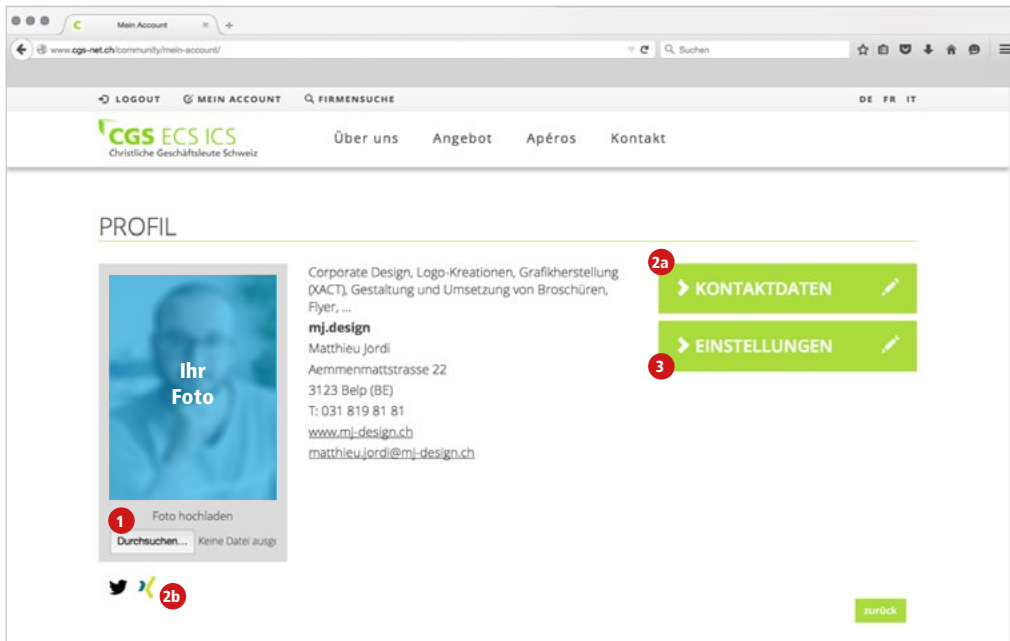 Mein Account
www.cgs-net.ch/community/mein-account/
Suchen
LOGOUT MEIN ACCOUNT FIRMENSUCHE DE FR IT
CGS ECS ICS
Christliche Geschäftsleute Schweiz
Über uns Angebot Apéros Kontakt
PROFIL
Ihr
Foto
1
Foto hochladen
Durchsuchen... Keine Datei ausge
2b
Corporate Design, Logo-Kreationen, Grafikherstellung
(XACT), Gestaltung und Umsetzung von Broschüren,
Flyer, ...
mj.design
Matthieu Jordi
Aemmenmattstrasse 22
3123 Belp (BE)
T: 031 819 81 81
www.mj-design.ch
matthieu.jordi@mj-design.ch
2a
KONTAKTDATEN
EINSTELLUNGEN
3
zurück